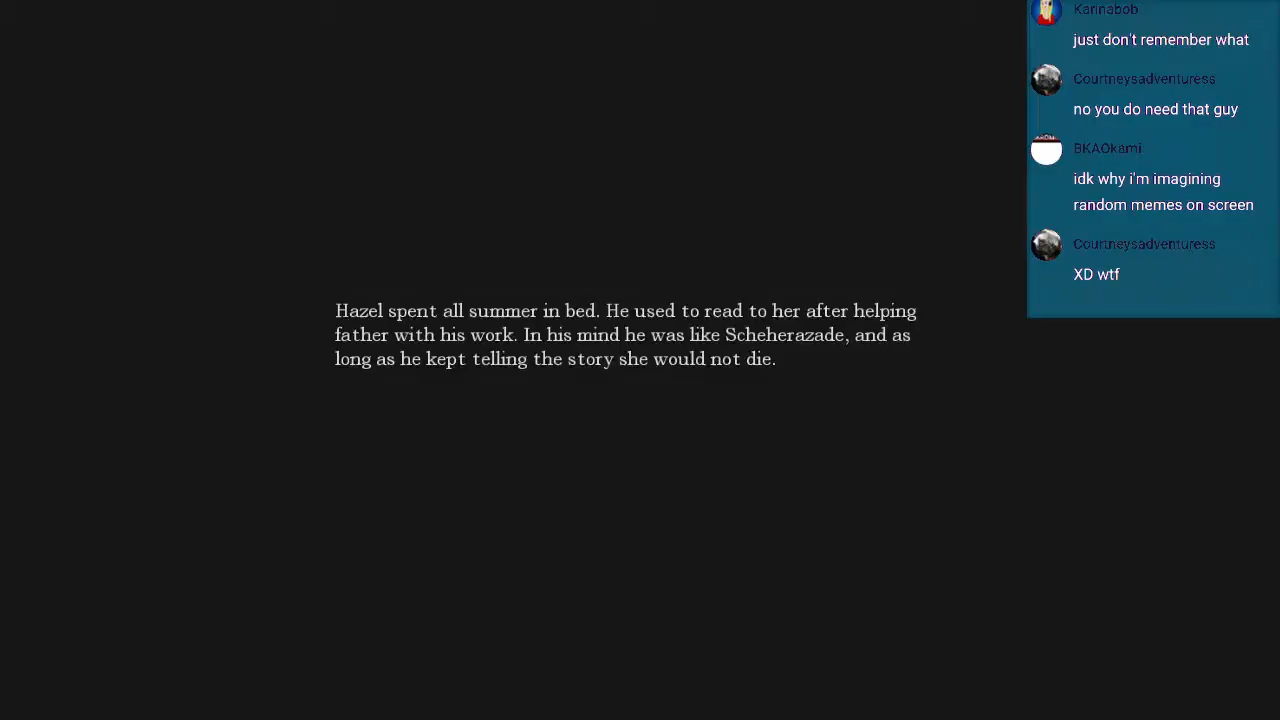 Karinabob
just don't remember what
Courtneysadventuress
no you do need that guy
BKAOkami
idk why i'm imagining
random memes on screen
Courtneysadventuress
XD wtf
Hazel spent all summer in bed. He used to read to her after helping
father with his work. In his mind he was like Scheherazade, and as
long as he kept telling the story she would not die.